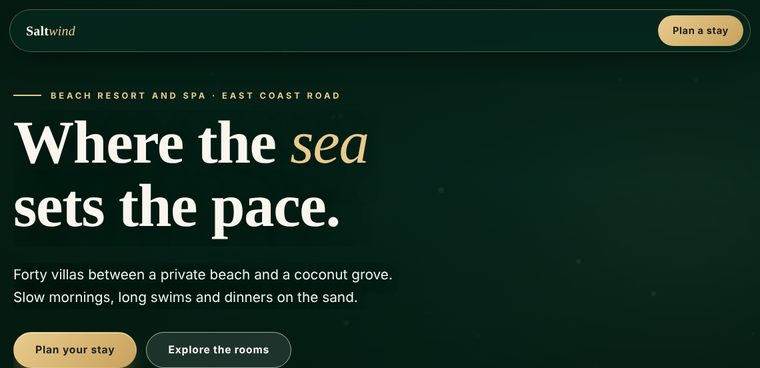 Saltwind
Plan a stay
BEACH RESORT AND SPA · EAST COAST ROAD
Where the sea
sets the pace.
Forty villas between a private beach and a coconut grove.
Slow mornings, long swims and dinners on the sand.
Plan your stay
Explore the rooms